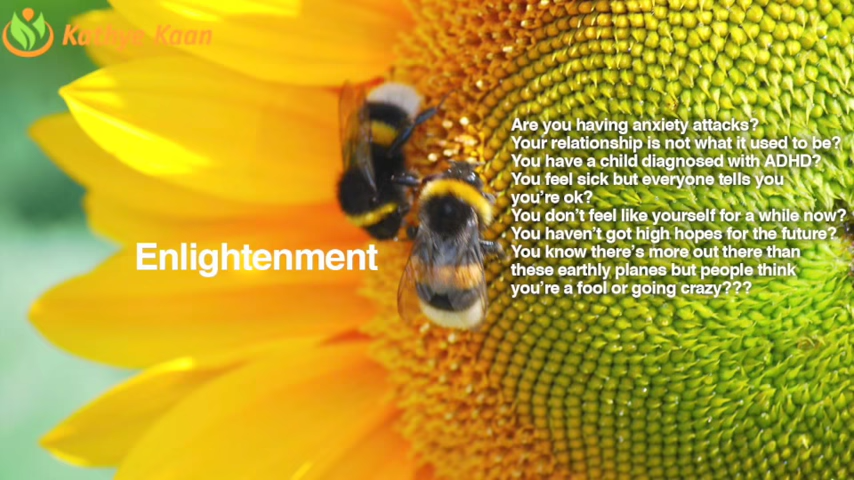 Kathye Kaan
Enlightenment
Are you having anxiety attacks?
Your relationship is not what it used to be?
You have a child diagnosed with ADHD?
You feel sick but everyone tells you
you're ok?
You don't feel like yourself for a while now?
You haven't got high hopes for the future?
You know there's more out there than
these earthly planes but people think
you're a fool or going crazy???